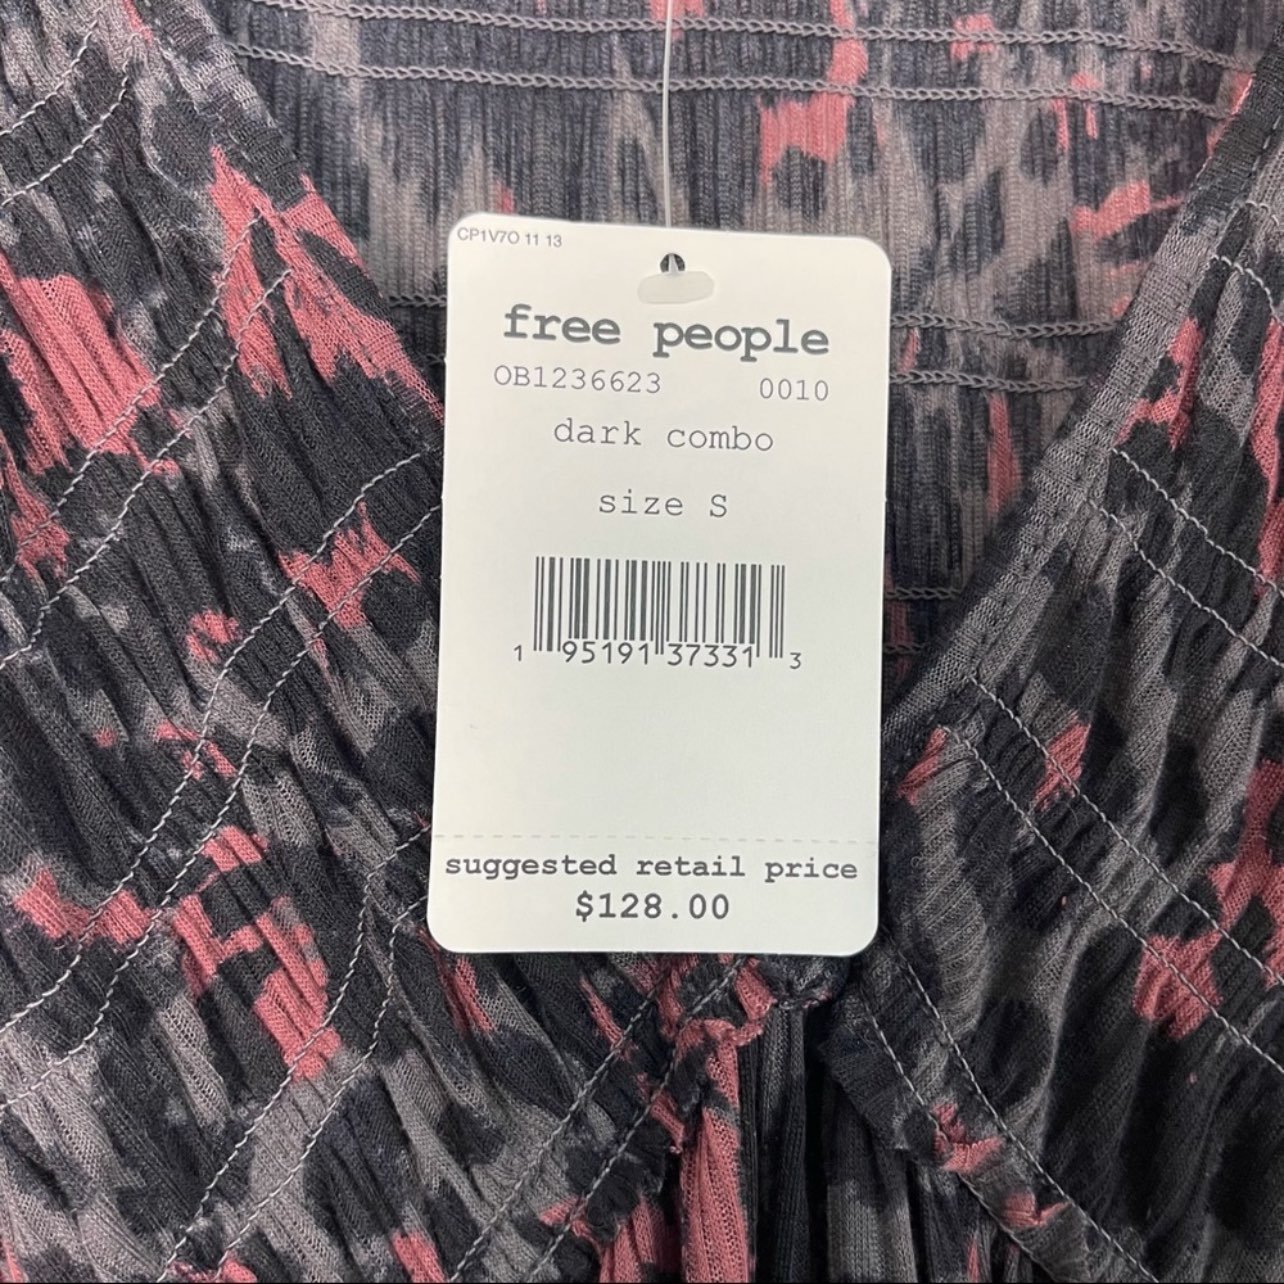 CP1V7O 11 13
free people
OB1236623 0010
dark combo
size S
1 95191 37331 3
suggested retail price
$128.00